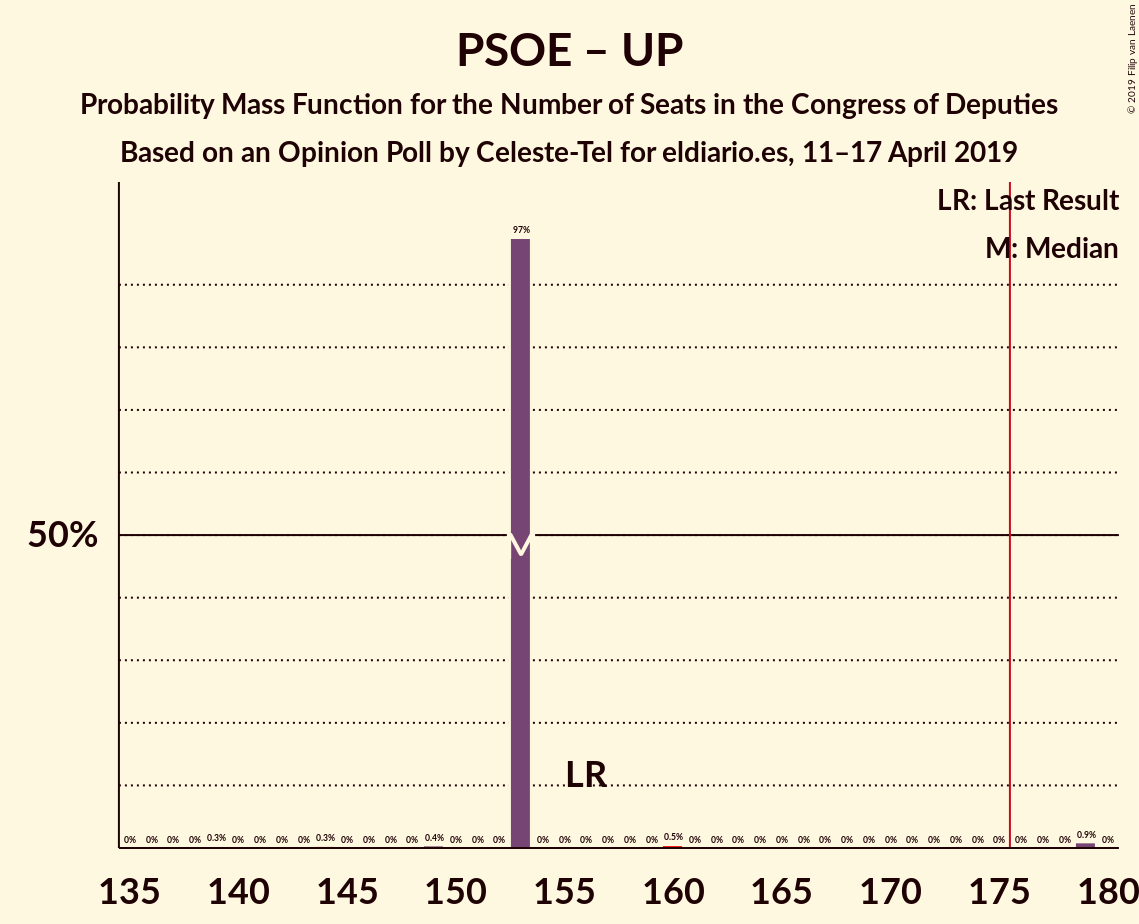 PSOE – UP
Probability Mass Function for the Number of Seats in the Congress of Deputies
Based on an Opinion Poll by Celeste-Tel for eldiario.es, 11–17 April 2019
© 2019 Filip van Laenen
LR: Last Result
M: Median
97%
50%
LR
0% 0% 0% 0% 0.3% 0% 0% 0% 0% 0.3% 0% 0% 0% 0% 0.4% 0% 0% 0% 0% 0% 0% 0% 0% 0% 0.5% 0% 0% 0% 0% 0% 0% 0% 0% 0% 0% 0% 0% 0% 0% 0% 0% 0% 0% 0.9% 0%
135 140 145 150 155 160 165 170 175 180